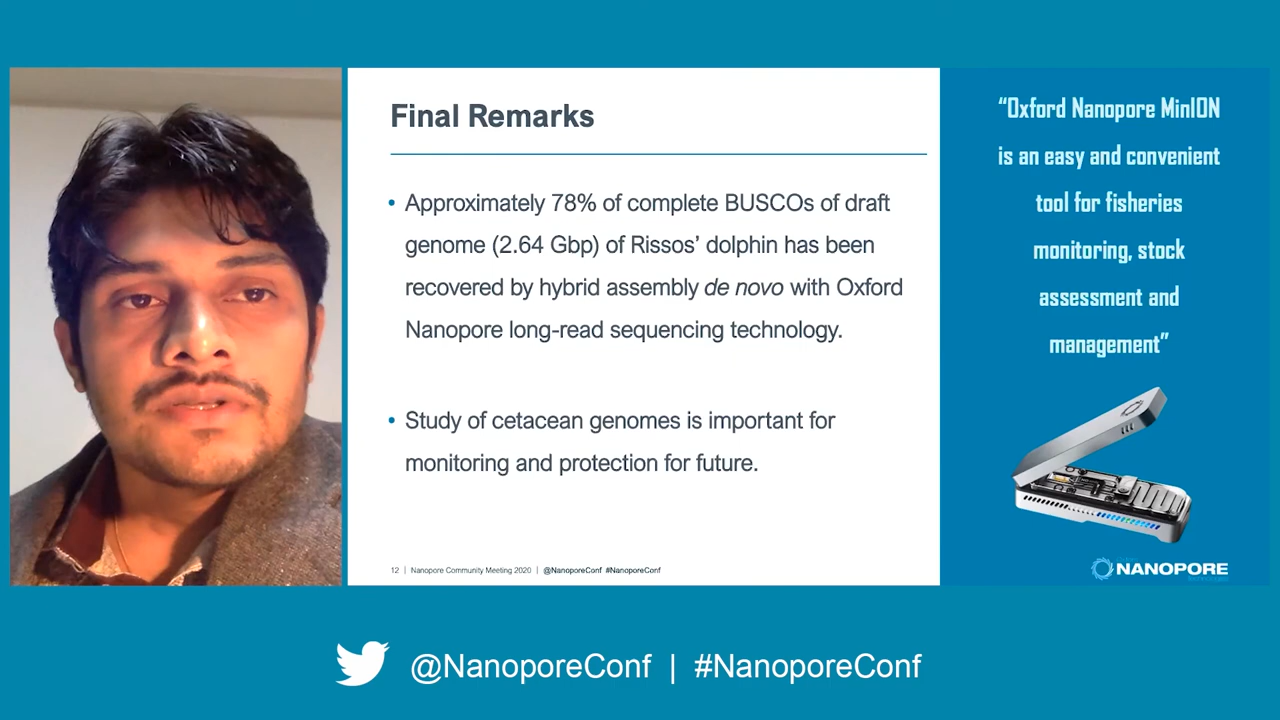 Final Remarks
• Approximately 78% of complete BUSCOs of draft
genome (2.64 Gbp) of Rissos’ dolphin has been
recovered by hybrid assembly de novo with Oxford
Nanopore long-read sequencing technology.
• Study of cetacean genomes is important for
monitoring and protection for future.
12 | Nanopore Community Meeting 2020 | @NanoporeConf #NanoporeConf
“Oxford Nanopore MinION
is an easy and convenient
tool for fisheries
monitoring, stock
assessment and
management”
Oxford
NANOPORE
Technologies
@NanoporeConf | #NanoporeConf